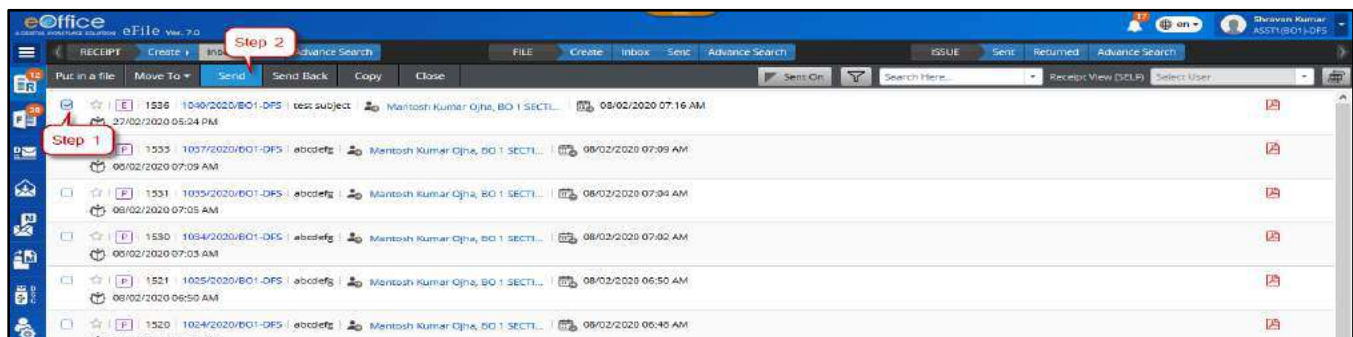 eOffice
A DIGITAL WORKPLACE SOLUTION eFile Ver. 7.0
17
en
Shravan Kumar
ASST1(BO1)-DFS
RECEIPT Create Inbox Advance Search FILE Create Inbox Sent Advance Search ISSUE Sent Returned Advance Search
Step 2
Put in a file Move To Send Send Back Copy Close Sent On Search Here... Receipt View (SELF) Select User
E 1536 1040/2020/BO1-DFS test subject Mantosh Kumar Ojha, BO 1 SECTI... 08/02/2020 07:16 AM
27/02/2020 05:24 PM
Step 1
1533 1037/2020/BO1-DFS abcdefg Mantosh Kumar Ojha, BO 1 SECTI... 08/02/2020 07:09 AM
08/02/2020 07:09 AM
P 1531 1035/2020/BO1-DFS abcdefg Mantosh Kumar Ojha, BO 1 SECTI... 08/02/2020 07:04 AM
08/02/2020 07:05 AM
P 1530 1034/2020/BO1-DFS abcdefg Mantosh Kumar Ojha, BO 1 SECTI... 08/02/2020 07:02 AM
08/02/2020 07:03 AM
P 1521 1025/2020/BO1-DFS abcdefg Mantosh Kumar Ojha, BO 1 SECTI... 08/02/2020 06:50 AM
08/02/2020 06:50 AM
P 1520 1024/2020/BO1-DFS abcdefg Mantosh Kumar Ojha, BO 1 SECTI... 08/02/2020 06:48 AM